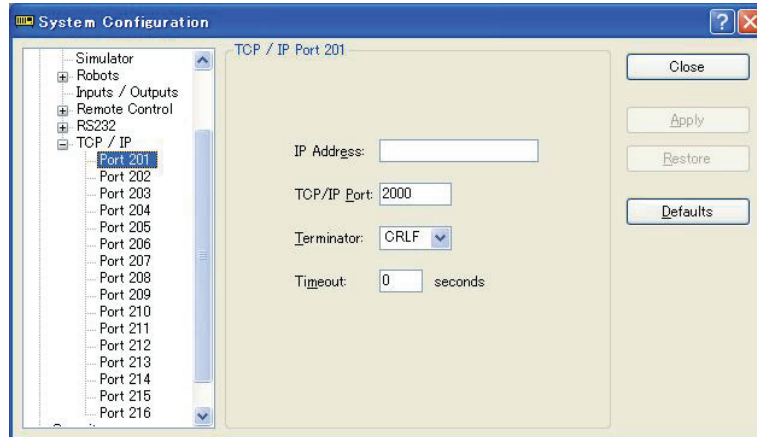 System Configuration
Simulator
Robots
Inputs / Outputs
Remote Control
RS232
TCP / IP
Port 201
Port 202
Port 203
Port 204
Port 205
Port 206
Port 207
Port 208
Port 209
Port 210
Port 211
Port 212
Port 213
Port 214
Port 215
Port 216
TCP / IP Port 201
IP Address:
TCP/IP Port: 2000
Terminator: CRLF
Timeout: 0 seconds
Close
Apply
Restore
Defaults